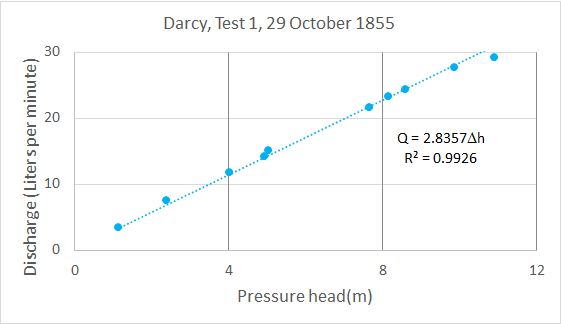 Darcy, Test 1, 29 October 1855
30
20
10
0
Discharge (Liters per minute)
Q = 2.8357Δh
R² = 0.9926
0 4 8 12
Pressure head(m)